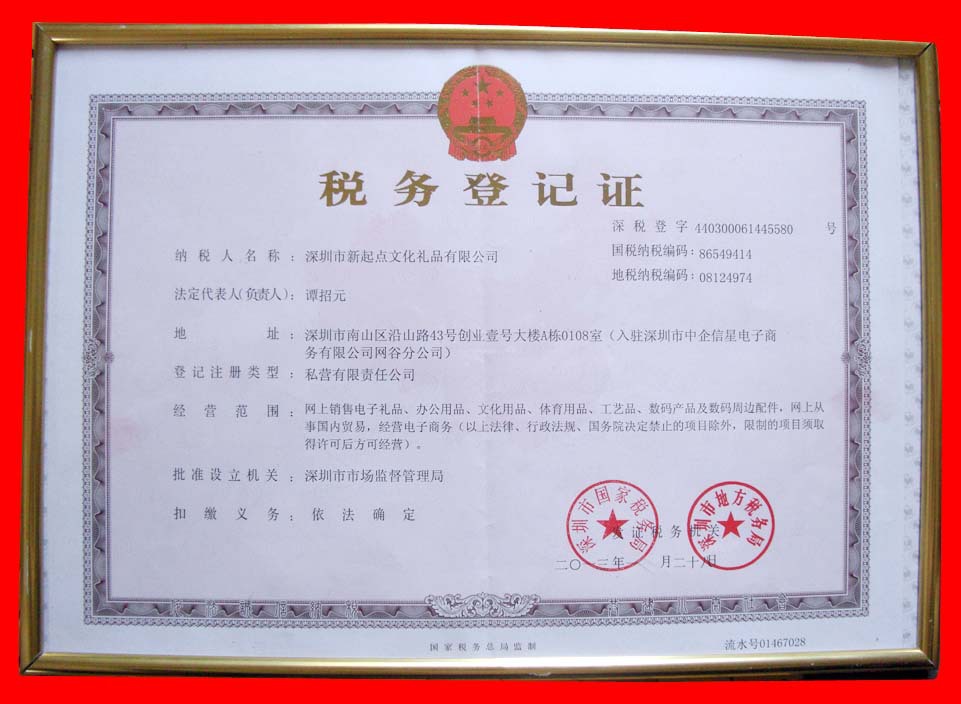 税务登记证
深税登字 440300061445580 号
国税纳税编码：86549414
地税纳税编码：08124974
纳税人名称：深圳市新起点文化礼品有限公司
法定代表人(负责人)：谭招元
地址：深圳市南山区沿山路43号创业壹号大楼A栋0108室（入驻深圳市中企信星电子商
务有限公司网谷分公司）
登记注册类型：私营有限责任公司
经营范围：网上销售电子礼品、办公用品、文化用品、体育用品、工艺品、数码产品及数码周边配件，网上从
事国内贸易，经营电子商务（以上法律、行政法规、国务院决定禁止的项目除外，限制的项目须取
得许可后方可经营）。
批准设立机关：深圳市市场监督管理局
扣缴义务：依法确定
深圳市国家税务局
深圳市地方税务局
发证税务机关
二〇一三年 月二十八日
国家税务总局监制
流水号01467028